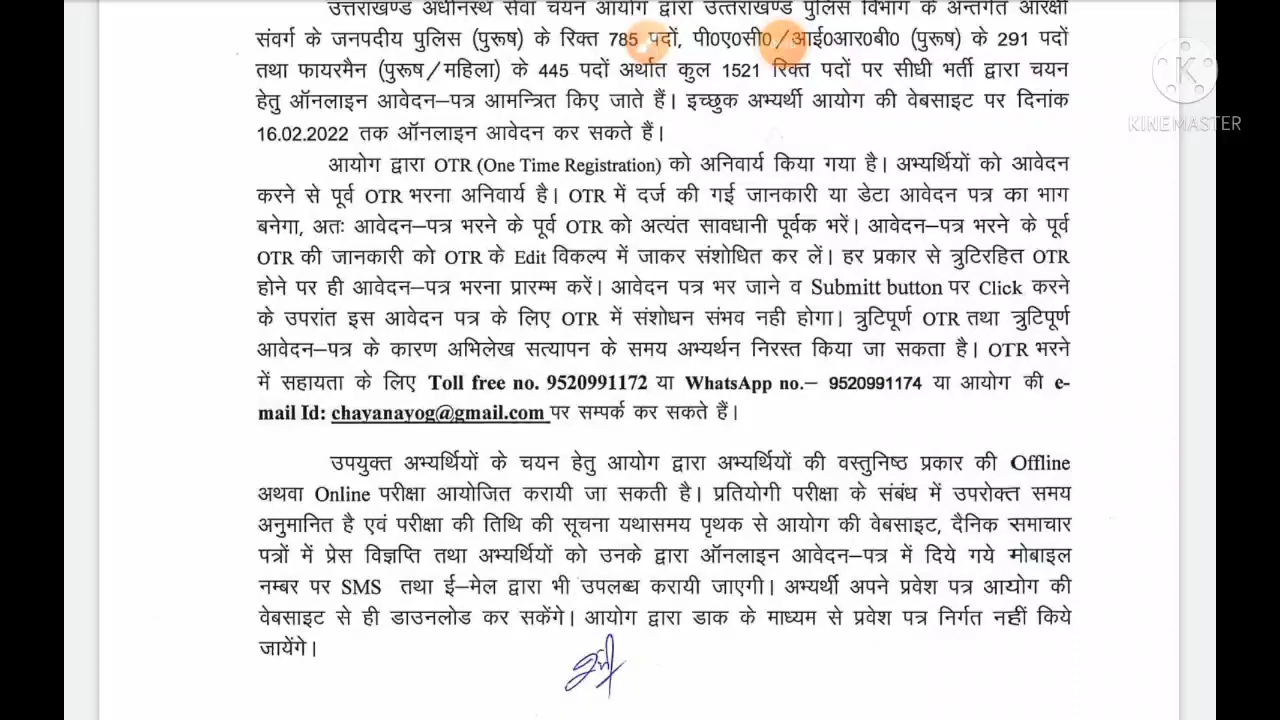 उत्तराखण्ड अधीनस्थ सेवा चयन आयोग द्वारा उत्तराखण्ड पुलिस विभाग के अन्तर्गत आरक्षी
संवर्ग के जनपदीय पुलिस (पुरूष) के रिक्त 785 पदों, पी0ए0सी0/आई0आर0बी0 (पुरूष) के 291 पदों
तथा फायरमैन (पुरूष/महिला) के 445 पदों अर्थात कुल 1521 रिक्त पदों पर सीधी भर्ती द्वारा चयन
हेतु ऑनलाइन आवेदन–पत्र आमन्त्रित किए जाते हैं। इच्छुक अभ्यर्थी आयोग की वेबसाइट पर दिनांक
16.02.2022 तक ऑनलाइन आवेदन कर सकते हैं।
आयोग द्वारा OTR (One Time Registration) को अनिवार्य किया गया है। अभ्यर्थियों को आवेदन
करने से पूर्व OTR भरना अनिवार्य है। OTR में दर्ज की गई जानकारी या डेटा आवेदन पत्र का भाग
बनेगा, अतः आवेदन–पत्र भरने के पूर्व OTR को अत्यंत सावधानी पूर्वक भरें। आवेदन–पत्र भरने के पूर्व
OTR की जानकारी को OTR के Edit विकल्प में जाकर संशोधित कर लें। हर प्रकार से त्रुटिरहित OTR
होने पर ही आवेदन–पत्र भरना प्रारम्भ करें। आवेदन पत्र भर जाने व Submitt button पर Click करने
के उपरांत इस आवेदन पत्र के लिए OTR में संशोधन संभव नही होगा। त्रुटिपूर्ण OTR तथा त्रुटिपूर्ण
आवेदन–पत्र के कारण अभिलेख सत्यापन के समय अभ्यर्थन निरस्त किया जा सकता है। OTR भरने
में सहायता के लिए Toll free no. 9520991172 या WhatsApp no.– 9520991174 या आयोग की e-
mail Id: chayanayog@gmail.com पर सम्पर्क कर सकते हैं।
उपयुक्त अभ्यर्थियों के चयन हेतु आयोग द्वारा अभ्यर्थियों की वस्तुनिष्ठ प्रकार की Offline
अथवा Online परीक्षा आयोजित करायी जा सकती है। प्रतियोगी परीक्षा के संबंध में उपरोक्त समय
अनुमानित है एवं परीक्षा की तिथि की सूचना यथासमय पृथक से आयोग की वेबसाइट, दैनिक समाचार
पत्रों में प्रेस विज्ञप्ति तथा अभ्यर्थियों को उनके द्वारा ऑनलाइन आवेदन–पत्र में दिये गये मोबाइल
नम्बर पर SMS तथा ई–मेल द्वारा भी उपलब्ध करायी जाएगी। अभ्यर्थी अपने प्रवेश पत्र आयोग की
वेबसाइट से ही डाउनलोड कर सकेंगे। आयोग द्वारा डाक के माध्यम से प्रवेश पत्र निर्गत नहीं किये
जायेंगे।
K
KINEMASTER